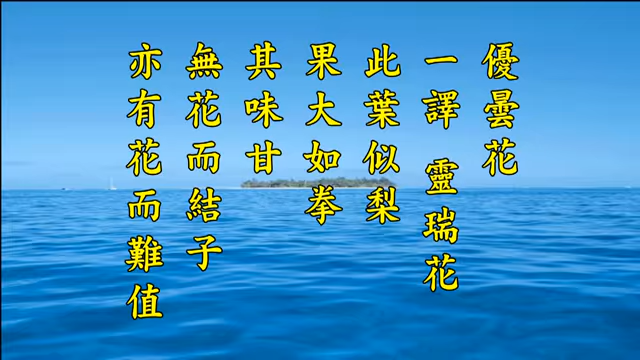 優曇花
一譯 靈瑞花
此葉似梨
果大如拳
其味甘
無花而結子
亦有花而難值